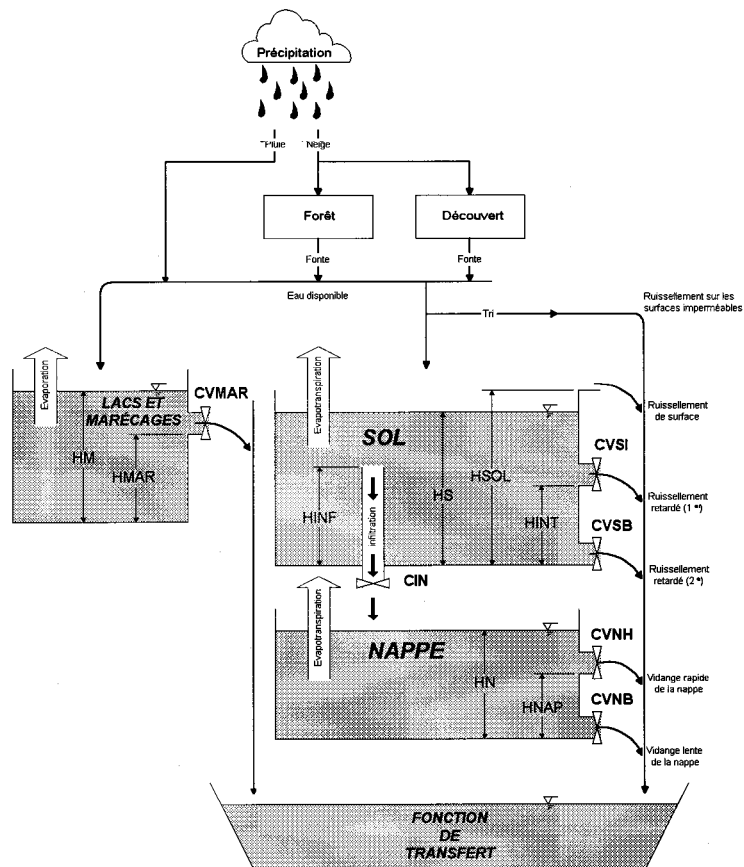 Précipitation
Pluie
Neige
Forêt
Découvert
Fonte
Fonte
Eau disponible
Tri
Ruissellement sur les
surfaces imperméables
Evaporation
CVMAR
LACS ET
MARÉCAGES
HM
HMAR
Evapotranspiration
SOL
HSOL
HS
HINF
infiltration
HINT
CVSI
CVSB
CIN
Ruissellement
de surface
Ruissellement
retardé (1er)
Ruissellement
retardé (2e)
Evapotranspiration
NAPPE
HN
HNAP
CVNH
CVNB
Vidange rapide
de la nappe
Vidange lente
de la nappe
FONCTION
DE
TRANSFERT